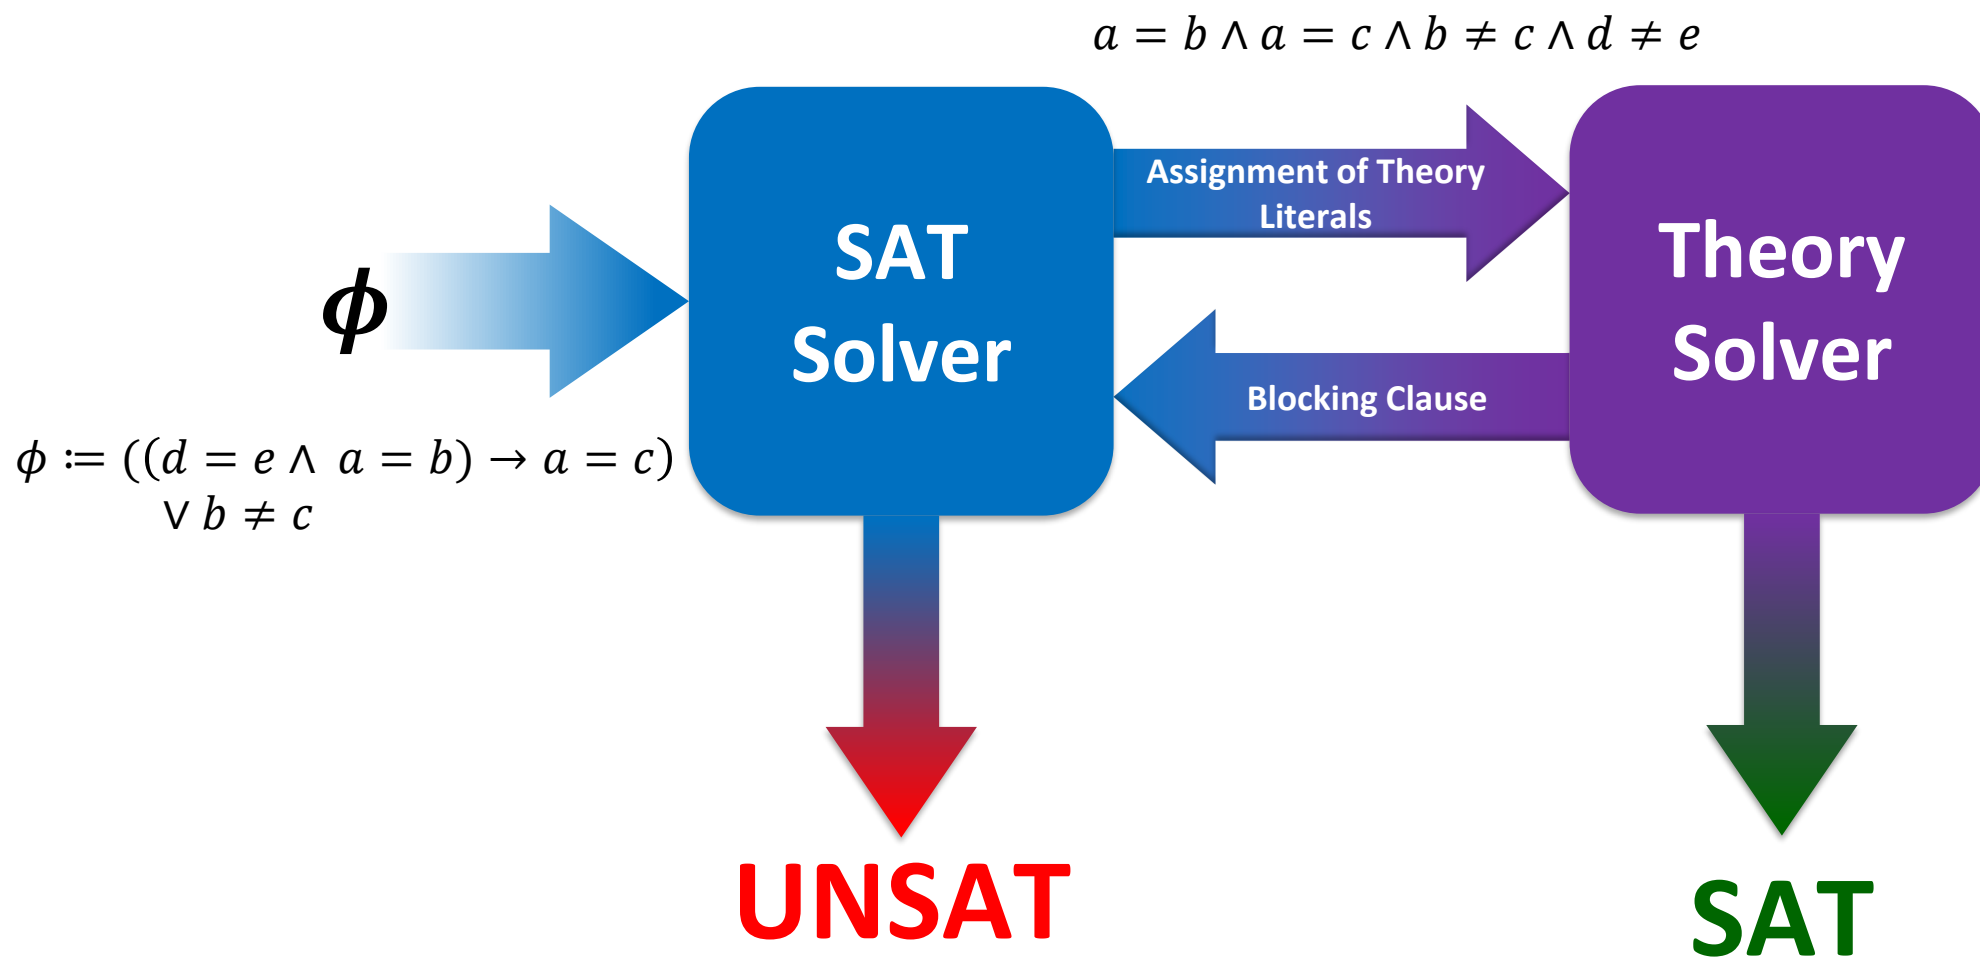 a = b ∧ a = c ∧ b ≠ c ∧ d ≠ e
Assignment of Theory
Literals
SAT
Solver
Theory
Solver
ϕ
Blocking Clause
ϕ ≔ ((d = e ∧ a = b) → a = c)
∨ b ≠ c
UNSAT
SAT